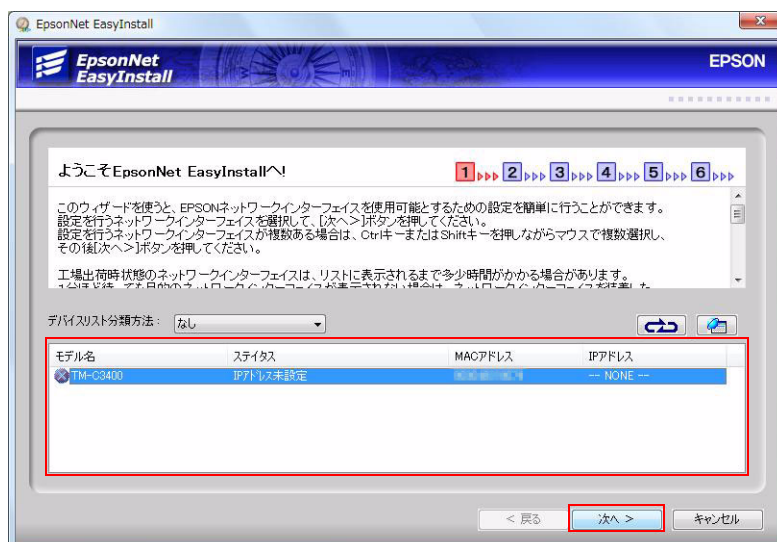 EpsonNet EasyInstall
EpsonNet
EasyInstall
EPSON
ようこそEpsonNet EasyInstallへ!
1 2 3 4 5 6
このウィザードを使うと、EPSONネットワークインターフェイスを使用可能とするための設定を簡単に行うことができます。
設定を行うネットワークインターフェイスを選択して、[次へ>]ボタンを押してください。
設定を行うネットワークインターフェイスが複数ある場合は、CtrlキーまたはShiftキーを押しながらマウスで複数選択し、
その後[次へ>]ボタンを押してください。
工場出荷時状態のネットワークインターフェイスは、リストに表示されるまで多少時間がかかる場合があります。
デバイスリスト分類方法: なし
モデル名 ステイタス MACアドレス IPアドレス
TM-C3400 IPアドレス未設定 -- NONE --
< 戻る 次へ > キャンセル